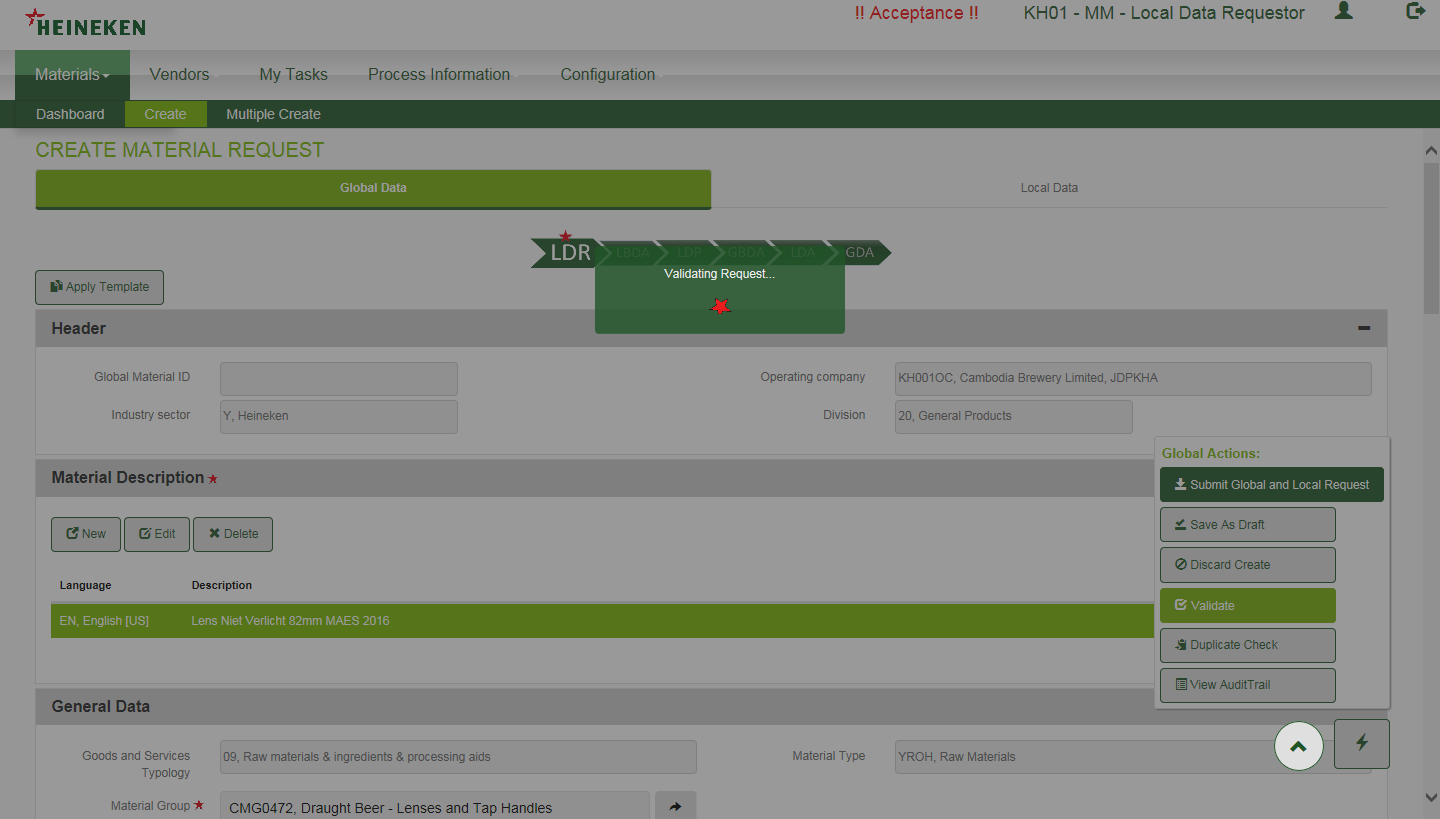 HEINEKEN
!! Acceptance !! KH01 - MM - Local Data Requestor
Materials Vendors My Tasks Process Information Configuration
Dashboard Create Multiple Create
CREATE MATERIAL REQUEST
Global Data Local Data
LDR LBDA LDP GBDA LDA GDA
Validating Request...
Apply Template
Header
Global Material ID
Operating company KH001OC, Cambodia Brewery Limited, JDPKHA
Industry sector Y, Heineken
Division 20, General Products
Material Description
New Edit Delete
Language Description
EN, English [US] Lens Niet Verlicht 82mm MAES 2016
Global Actions:
Submit Global and Local Request
Save As Draft
Discard Create
Validate
Duplicate Check
View AuditTrail
General Data
Goods and Services
Typology
09, Raw materials & ingredients & processing aids
Material Type YROH, Raw Materials
Material Group CMG0472, Draught Beer - Lenses and Tap Handles